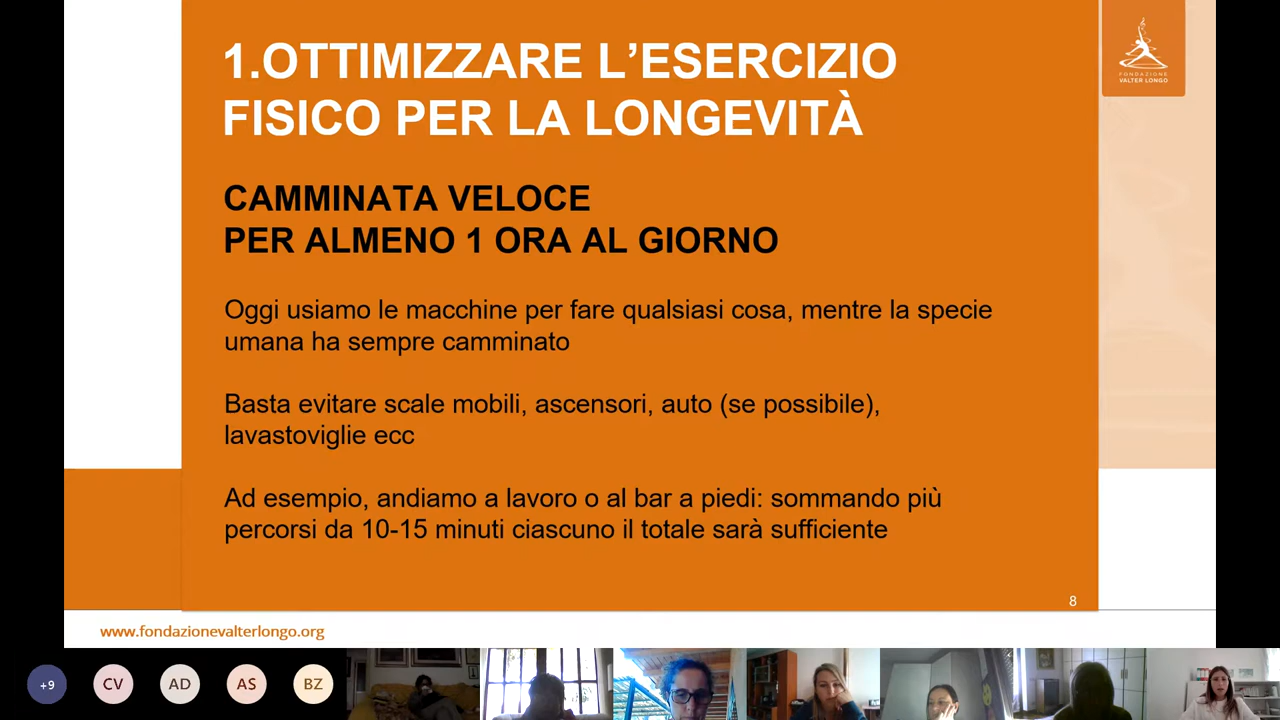 1.OTTIMIZZARE L’ESERCIZIO
FISICO PER LA LONGEVITÀ
FONDAZIONE
VALTER LONGO
CAMMINATA VELOCE
PER ALMENO 1 ORA AL GIORNO
Oggi usiamo le macchine per fare qualsiasi cosa, mentre la specie
umana ha sempre camminato
Basta evitare scale mobili, ascensori, auto (se possibile),
lavastoviglie ecc
Ad esempio, andiamo a lavoro o al bar a piedi: sommando più
percorsi da 10-15 minuti ciascuno il totale sarà sufficiente
8
www.fondazionevalterlongo.org
+9
CV
AD
AS
BZ